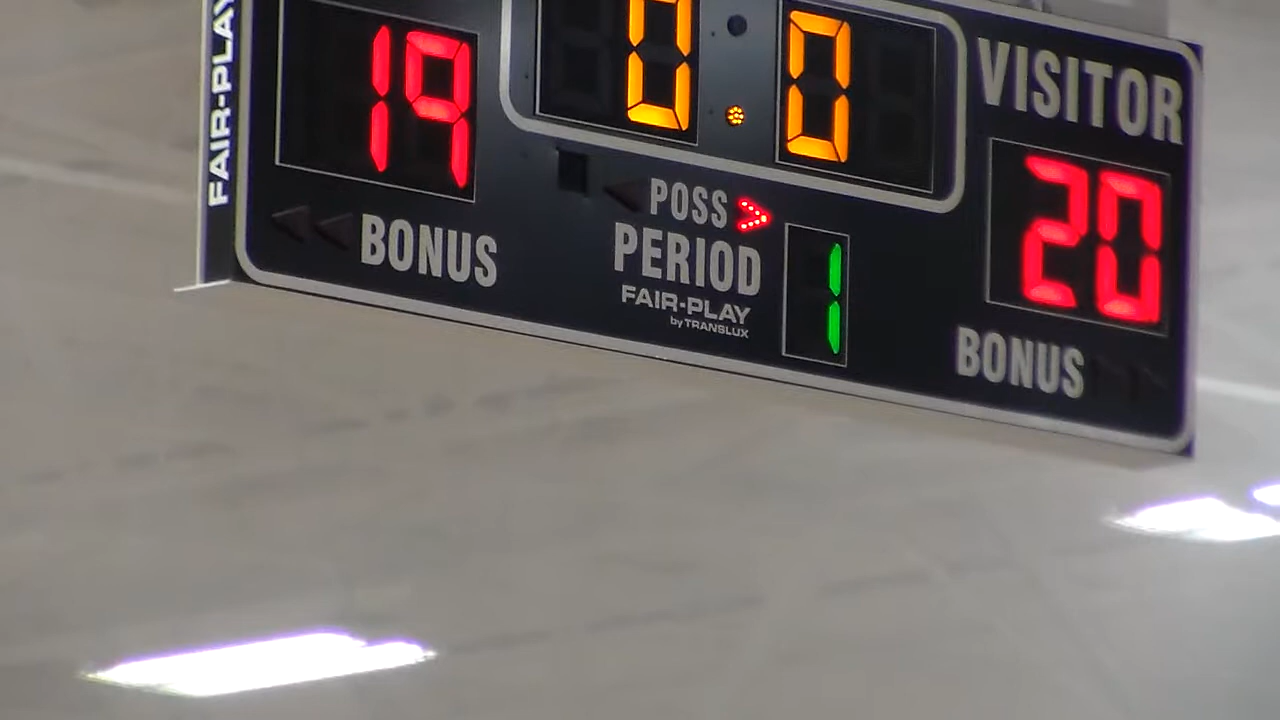 FAIR-PLAY
19
0.0
VISITOR
20
POSS >
PERIOD 1
FAIR-PLAY
by TRANSLUX
BONUS
BONUS